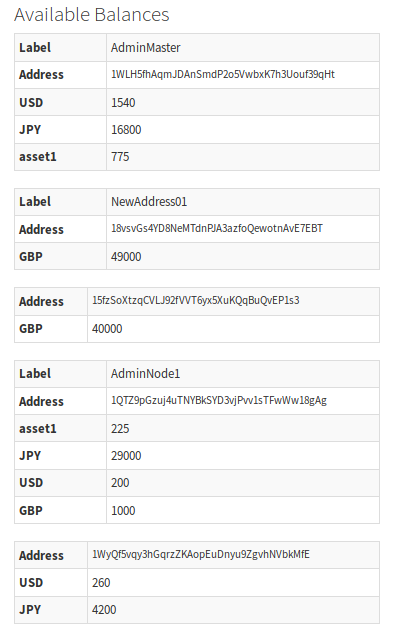 Available Balances
Label AdminMaster
Address 1WLH5fhAqmJDAnSmdP2o5VwbxK7h3Uouf39qHt
USD 1540
JPY 16800
asset1 775
Label NewAddress01
Address 18vsvGs4YD8NeMTdnPJA3azfoQewotnAvE7EBT
GBP 49000
Address 15fzSoXtzqCVLJ92fVVT6yx5XuKQqBuQvEP1s3
GBP 40000
Label AdminNode1
Address 1QTZ9pGzuj4uTNYBkSYD3vjPvv1sTFwWw18gAg
asset1 225
JPY 29000
USD 200
GBP 1000
Address 1WyQf5vqy3hGqrzZKAopEuDnyu9ZgvhNVbkMfE
USD 260
JPY 4200